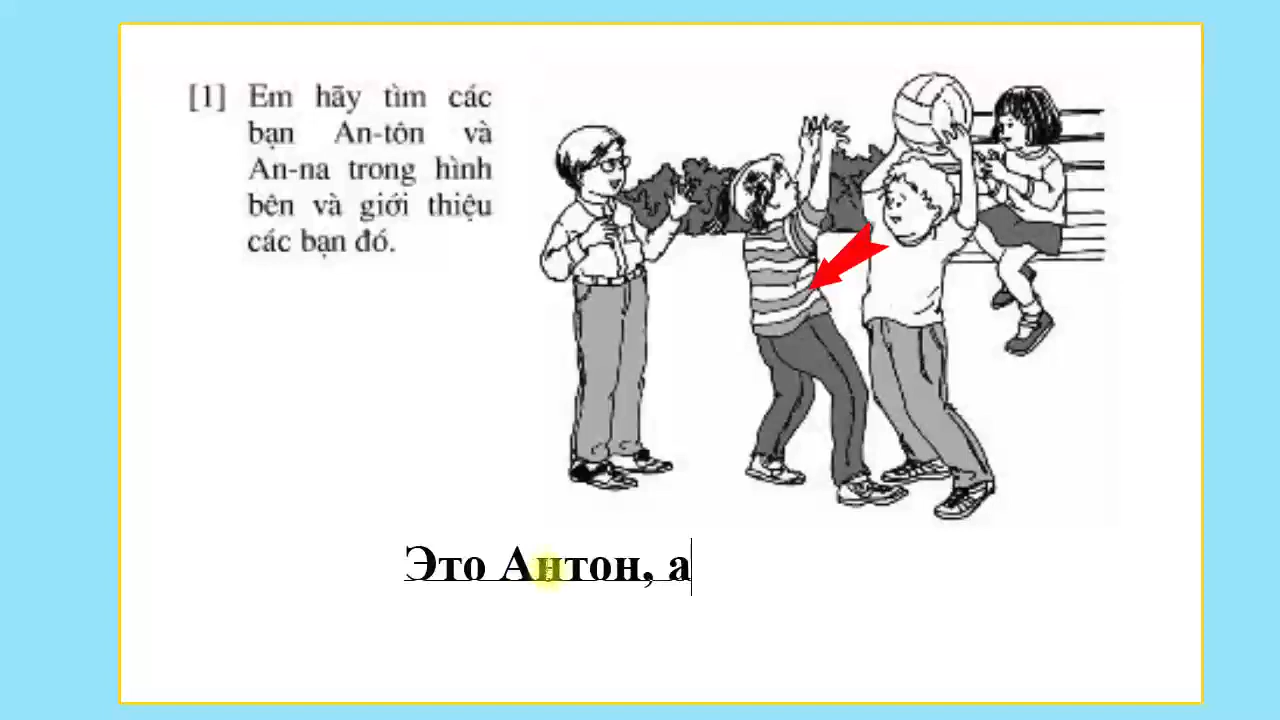 [1] Em hãy tìm các
bạn An-tôn và
An-na trong hình
bên và giới thiệu
các bạn đó.
Это Антон, а